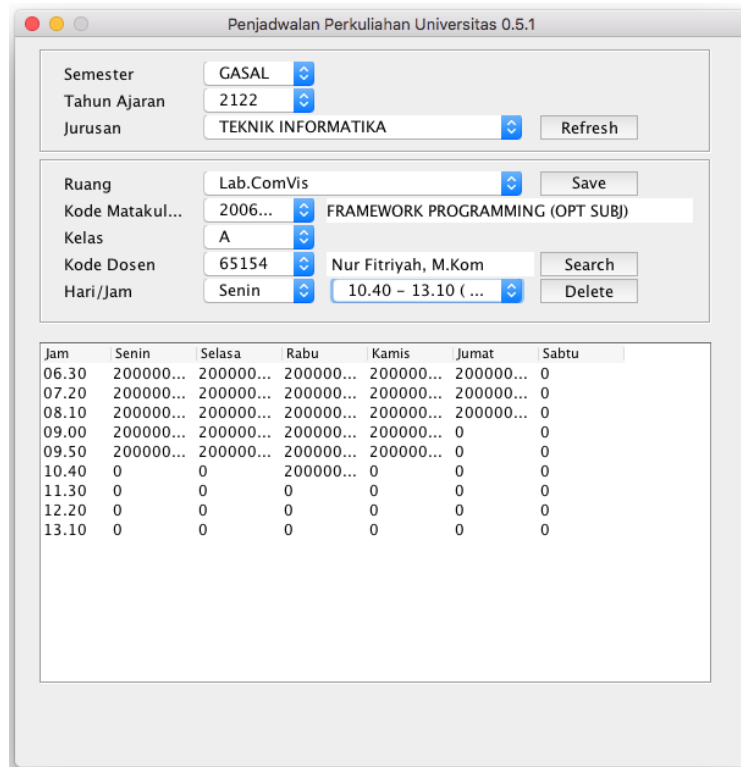 Penjadwalan Perkuliahan Universitas 0.5.1
Semester GASAL
Tahun Ajaran 2122
Jurusan TEKNIK INFORMATIKA Refresh
Ruang Lab.ComVis Save
Kode Matakul... 2006... FRAMEWORK PROGRAMMING (OPT SUBJ)
Kelas A
Kode Dosen 65154 Nur Fitriyah, M.Kom Search
Hari/Jam Senin 10.40 - 13.10 ( ... Delete
Jam Senin Selasa Rabu Kamis Jumat Sabtu
06.30 200000... 200000... 200000... 200000... 200000... 0
07.20 200000... 200000... 200000... 200000... 200000... 0
08.10 200000... 200000... 200000... 200000... 200000... 0
09.00 200000... 200000... 200000... 200000... 0 0
09.50 200000... 200000... 200000... 200000... 0 0
10.40 0 0 200000... 0 0 0
11.30 0 0 0 0 0 0
12.20 0 0 0 0 0 0
13.10 0 0 0 0 0 0